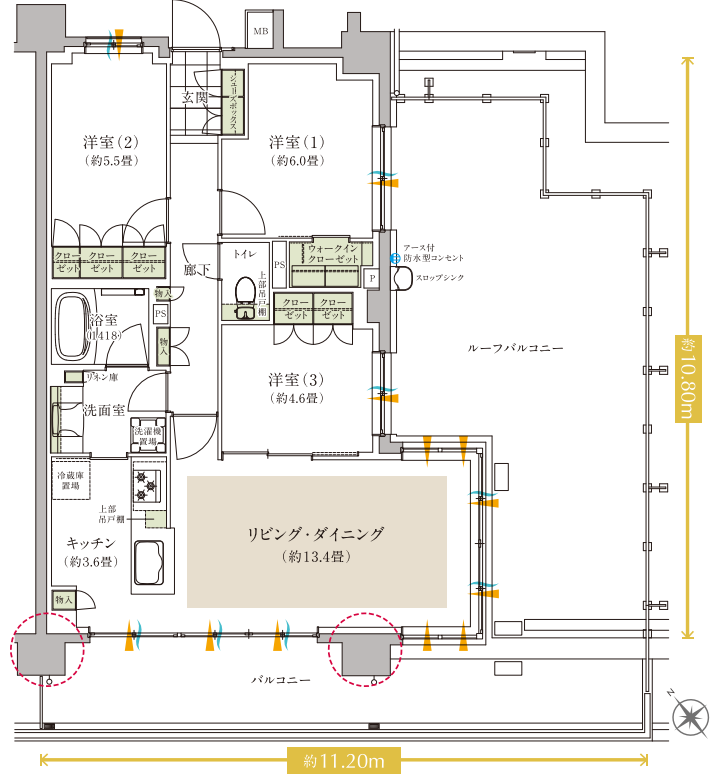 MB
シューズボックス
玄関
洋室（2）
（約5.5畳）
洋室（1）
（約6.0畳）
クロー
ゼット
クロー
ゼット
クロー
ゼット
廊下
トイレ
上部
吊戸棚
PS
ウォークイン
クローゼット
P
アース付
防水型コンセント
スロップシンク
物入
PS
浴室
（1418）
物入
クロー
ゼット
クロー
ゼット
洋室（3）
（約4.6畳）
ルーフバルコニー
約10.80m
リネン庫
洗面室
洗濯機
置場
冷蔵庫
置場
上部
吊戸棚
キッチン
（約3.6畳）
リビング・ダイニング
（約13.4畳）
物入
バルコニー
N
約11.20m